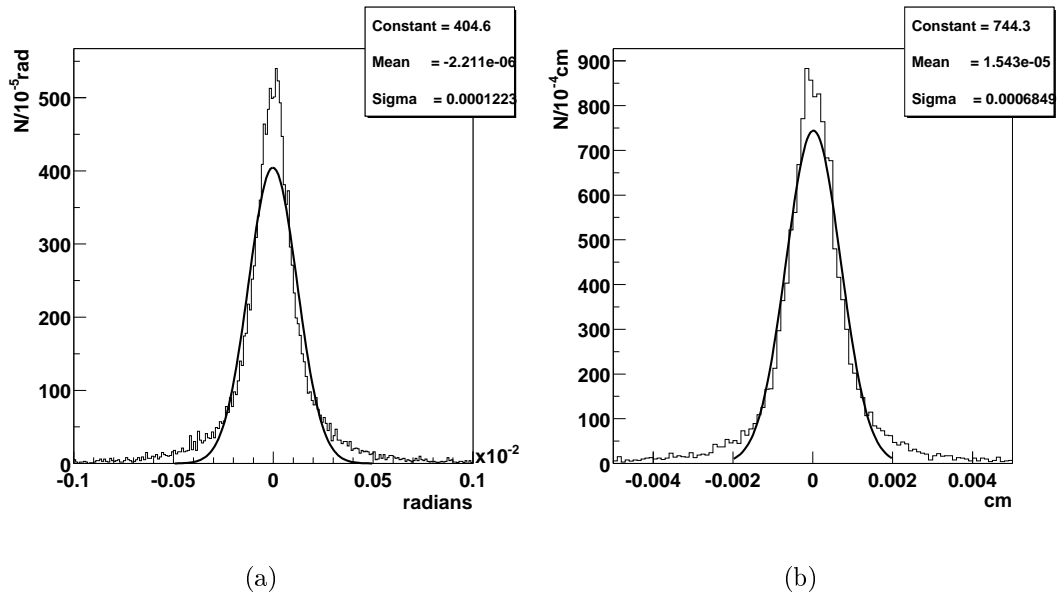 Constant = 404.6
Mean = -2.211e-06
Sigma = 0.0001223
N/10⁻⁵rad
500
400
300
200
100
0
-0.1
-0.05
0
0.05
0.1
x10⁻²
radians
(a)
Constant = 744.3
Mean = 1.543e-05
Sigma = 0.0006849
N/10⁻⁴cm
900
800
700
600
500
400
300
200
100
0
-0.004
-0.002
0
0.002
0.004
cm
(b)